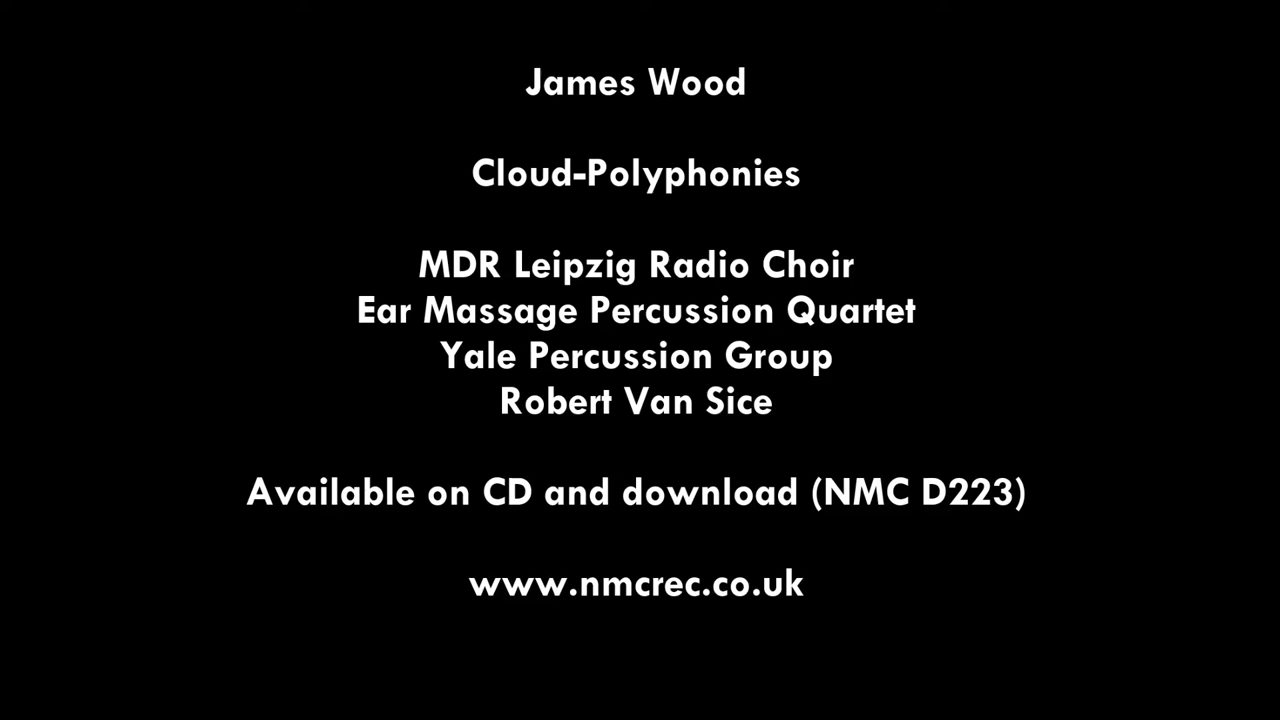 James Wood
Cloud-Polyphonies
MDR Leipzig Radio Choir
Ear Massage Percussion Quartet
Yale Percussion Group
Robert Van Sice
Available on CD and download (NMC D223)
www.nmcrec.co.uk